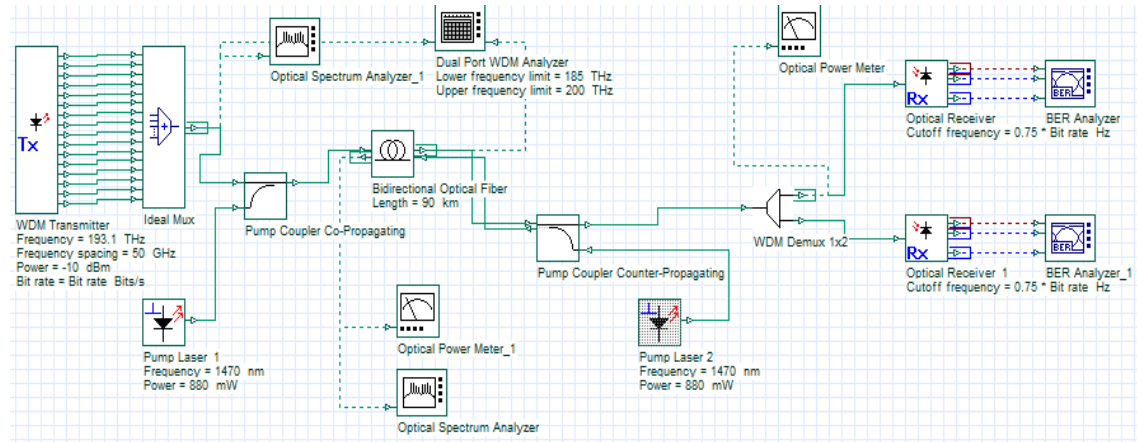 Optical Spectrum Analyzer_1
Dual Port WDM Analyzer
Lower frequency limit = 185 THz
Upper frequency limit = 200 THz
Optical Power Meter
Rx
Optical Receiver
Cutoff frequency = 0.75 * Bit rate Hz
BER
BER Analyzer
Tx
WDM Transmitter
Frequency = 193.1 THz
Frequency spacing = 50 GHz
Power = -10 dBm
Bit rate = Bit rate Bits/s
Ideal Mux
Pump Coupler Co-Propagating
Bidirectional Optical Fiber
Length = 90 km
Pump Coupler Counter-Propagating
WDM Demux 1x2
Rx
Optical Receiver 1
Cutoff frequency = 0.75 * Bit rate Hz
BER
BER Analyzer_1
Pump Laser 1
Frequency = 1470 nm
Power = 880 mW
Optical Power Meter_1
Pump Laser 2
Frequency = 1470 nm
Power = 880 mW
Optical Spectrum Analyzer